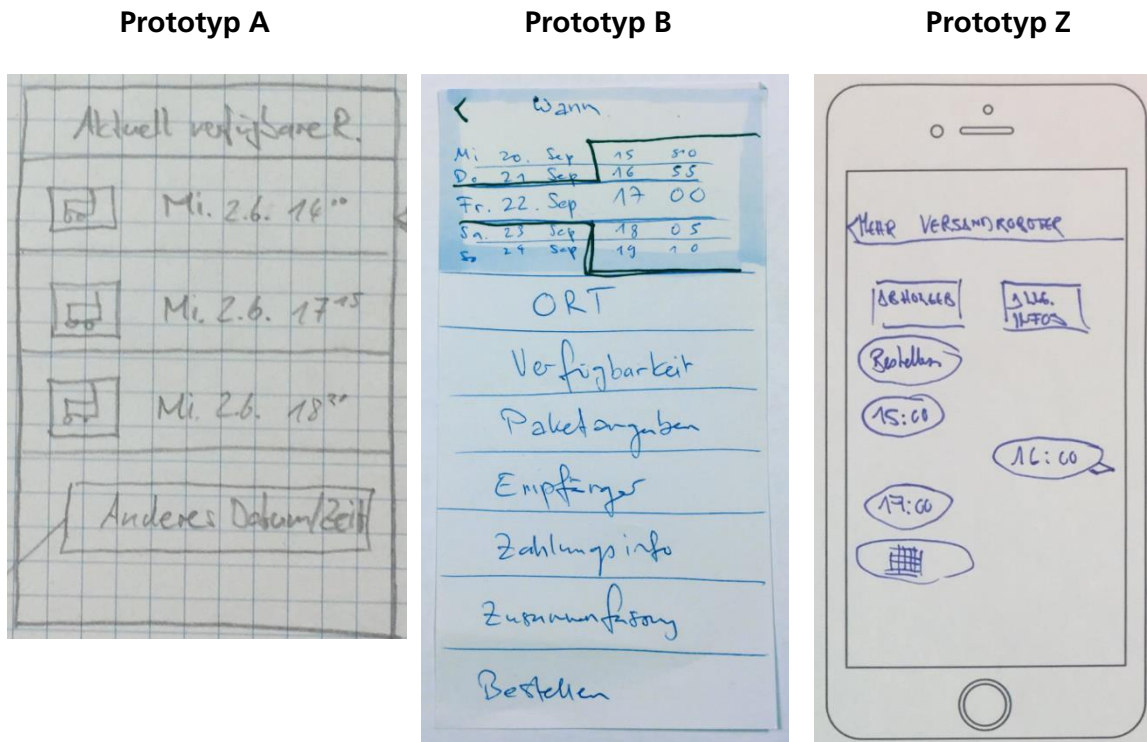 Prototyp A
Prototyp B
Prototyp Z
Aktuell verfügbare R.
Mi. 2.6. 14⁰⁰
Mi. 2.6. 17¹⁵
Mi. 2.6. 18³⁰
Anderes Datum/Zeit
< Wann
Mi 20. Sep 15 50
Do 21 Sep 16 55
Fr. 22. Sep 17 00
Sa. 23 Sep 18 05
So 24 Sep 19 10
ORT
Verfügbarkeit
Paketangaben
Empfänger
Zahlungsinfo
Zusammenfassung
Bestellen
<MEHR VERSANDROBOTER
ALLG.
INFOS
Bestellen
15:00
16:00
17:00